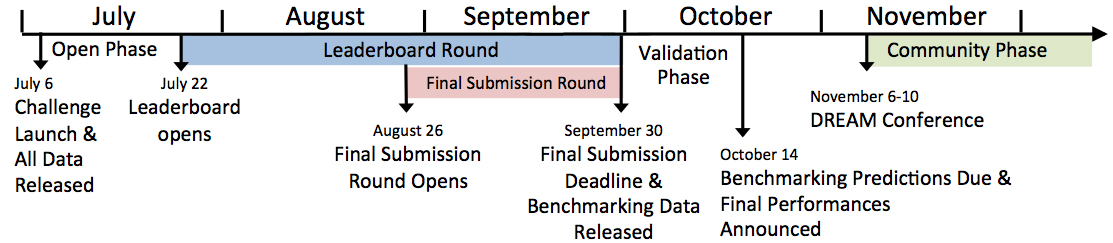 July
August
September
October
November
Open Phase
Leaderboard Round
Validation
Phase
Community Phase
Final Submission Round
July 6
Challenge
Launch &
All Data
Released
July 22
Leaderboard
opens
August 26
Final Submission
Round Opens
September 30
Final Submission
Deadline &
Benchmarking Data
Released
October 14
Benchmarking Predictions Due &
Final Performances
Announced
November 6-10
DREAM Conference